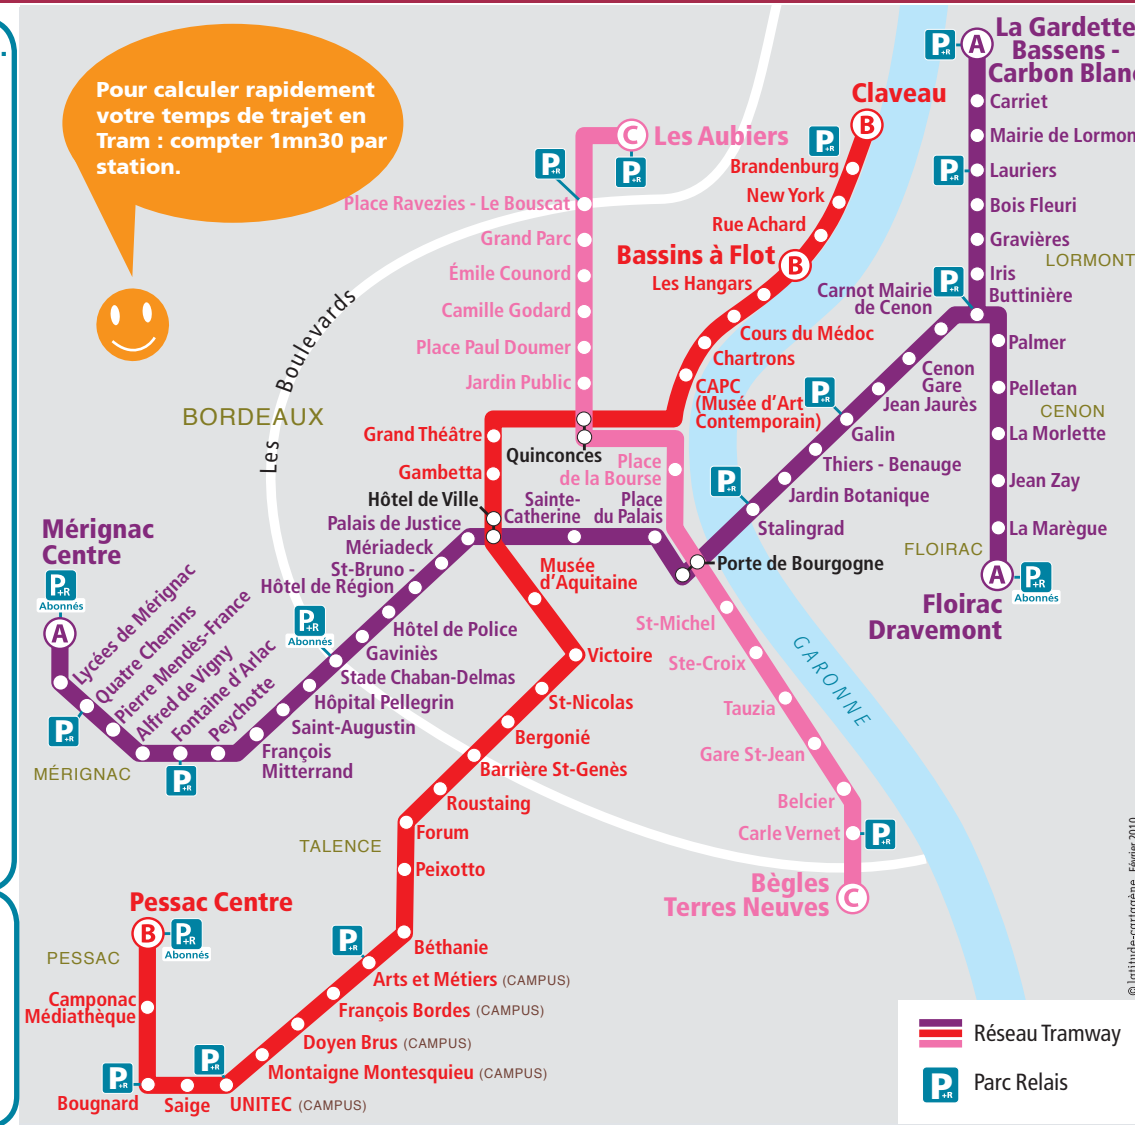 Pour calculer rapidement
votre temps de trajet en
Tram : compter 1mn30 par
station.
A
La Gardette
Bassens -
Carbon Blanc
P+R
Carriet
Mairie de Lormon
P+R
Lauriers
Bois Fleuri
Gravières
LORMONT
Iris
P+R
Buttinière
Carnot Mairie
de Cenon
Palmer
Cenon
Gare
Pelletan
Jean Jaurès
CENON
P+R
Galin
La Morlette
Thiers - Benauge
Jean Zay
Jardin Botanique
P+R
Stalingrad
La Marègue
FLOIRAC
A
P+R
Abonnés
Floirac
Dravemont
Claveau
B
P+R
Brandenburg
New York
Rue Achard
Bassins à Flot
B
Les Hangars
Cours du Médoc
Chartrons
CAPC
(Musée d'Art
Contemporain)
C
Les Aubiers
P+R
P+R
Place Ravezies - Le Bouscat
Grand Parc
Émile Counord
Camille Godard
Place Paul Doumer
Jardin Public
Les Boulevards
BORDEAUX
Grand Théâtre
Quinconces
Gambetta
Place
de la Bourse
Hôtel de Ville
Sainte-
Catherine
Place
du Palais
Porte de Bourgogne
Palais de Justice
Mériadeck
St-Bruno -
Hôtel de Région
Hôtel de Police
Gaviniès
P+R
Abonnés
Stade Chaban-Delmas
Hôpital Pellegrin
Saint-Augustin
François
Mitterrand
Peychotte
Fontaine d'Arlac
P+R
Alfred de Vigny
Pierre Mendès-France
Quatre Chemins
P+R
Lycées de Mérignac
Mérignac
Centre
P+R
Abonnés
A
MÉRIGNAC
Musée
d'Aquitaine
Victoire
St-Nicolas
Bergonié
Barrière St-Genès
Roustaing
Forum
TALENCE
Peixotto
Béthanie
P+R
Arts et Métiers (CAMPUS)
François Bordes (CAMPUS)
Doyen Brus (CAMPUS)
Montaigne Montesquieu (CAMPUS)
P+R
UNITEC (CAMPUS)
Saige
P+R
Bougnard
Camponac
Médiathèque
PESSAC
Pessac Centre
B
P+R
Abonnés
St-Michel
Ste-Croix
Tauzia
Gare St-Jean
Belcier
Carle Vernet
P+R
Bègles
Terres Neuves
C
GARONNE
Réseau Tramway
P+R
Parc Relais
© latitude-cartagène Février 2010